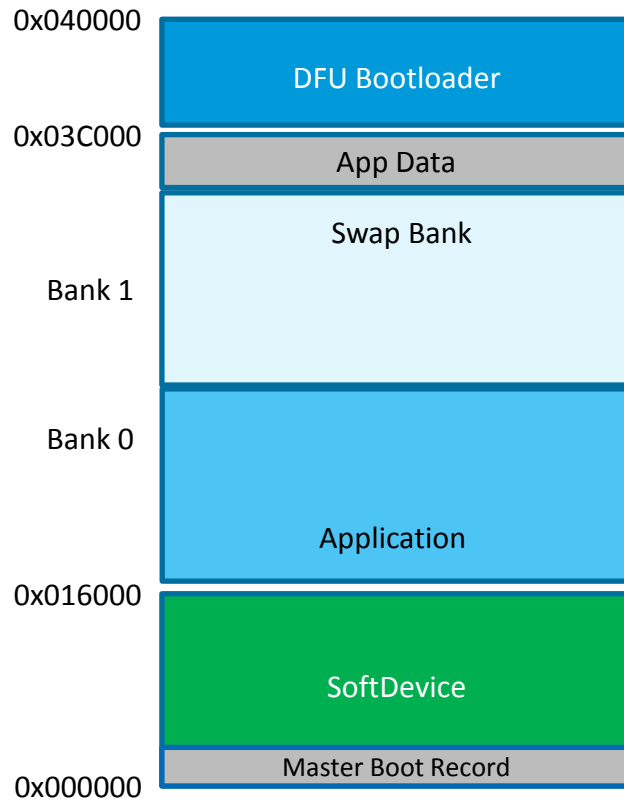 0x040000
DFU Bootloader
0x03C000
App Data
Swap Bank
Bank 1
Bank 0
Application
0x016000
SoftDevice
Master Boot Record
0x000000